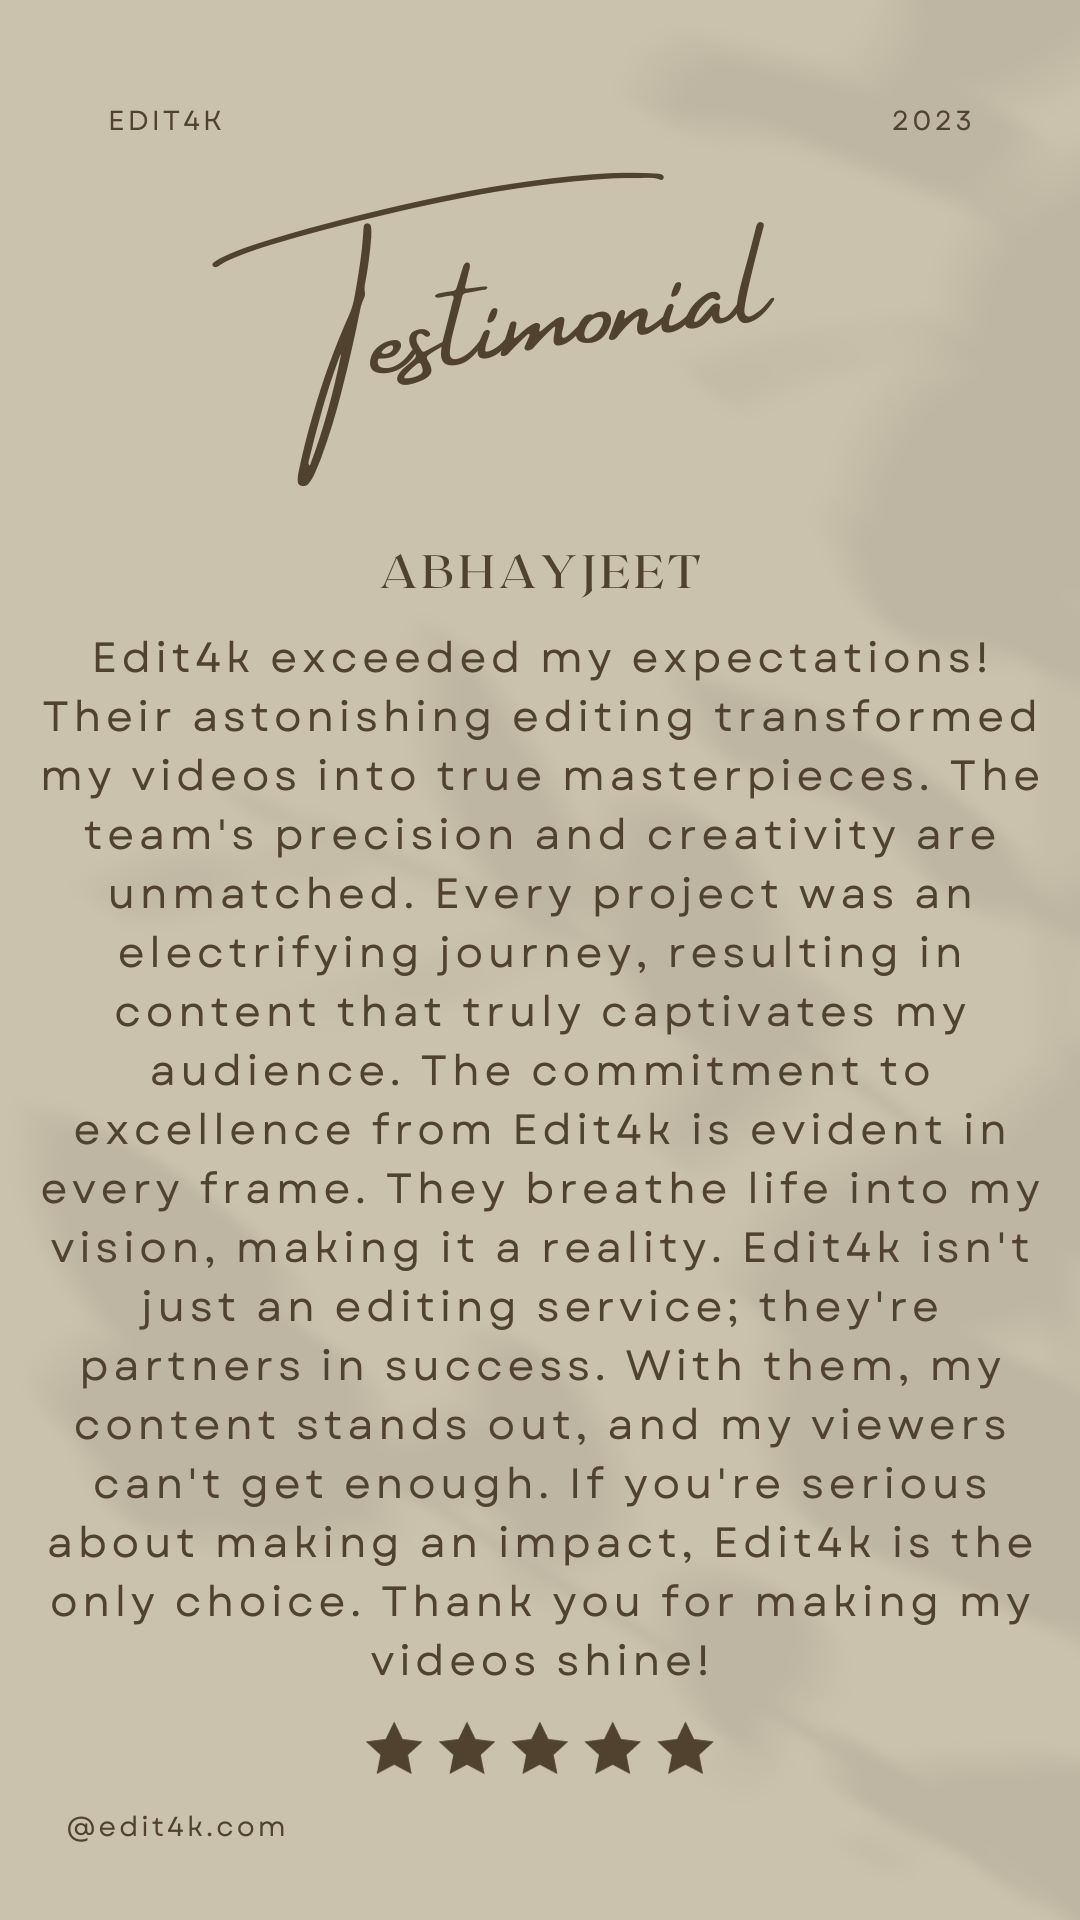 EDIT4K
2023
Testimonial
ABHAYJEET
Edit4k exceeded my expectations!
Their astonishing editing transformed
my videos into true masterpieces. The
team's precision and creativity are
unmatched. Every project was an
electrifying journey, resulting in
content that truly captivates my
audience. The commitment to
excellence from Edit4k is evident in
every frame. They breathe life into my
vision, making it a reality. Edit4k isn't
just an editing service; they're
partners in success. With them, my
content stands out, and my viewers
can't get enough. If you're serious
about making an impact, Edit4k is the
only choice. Thank you for making my
videos shine!
@edit4k.com